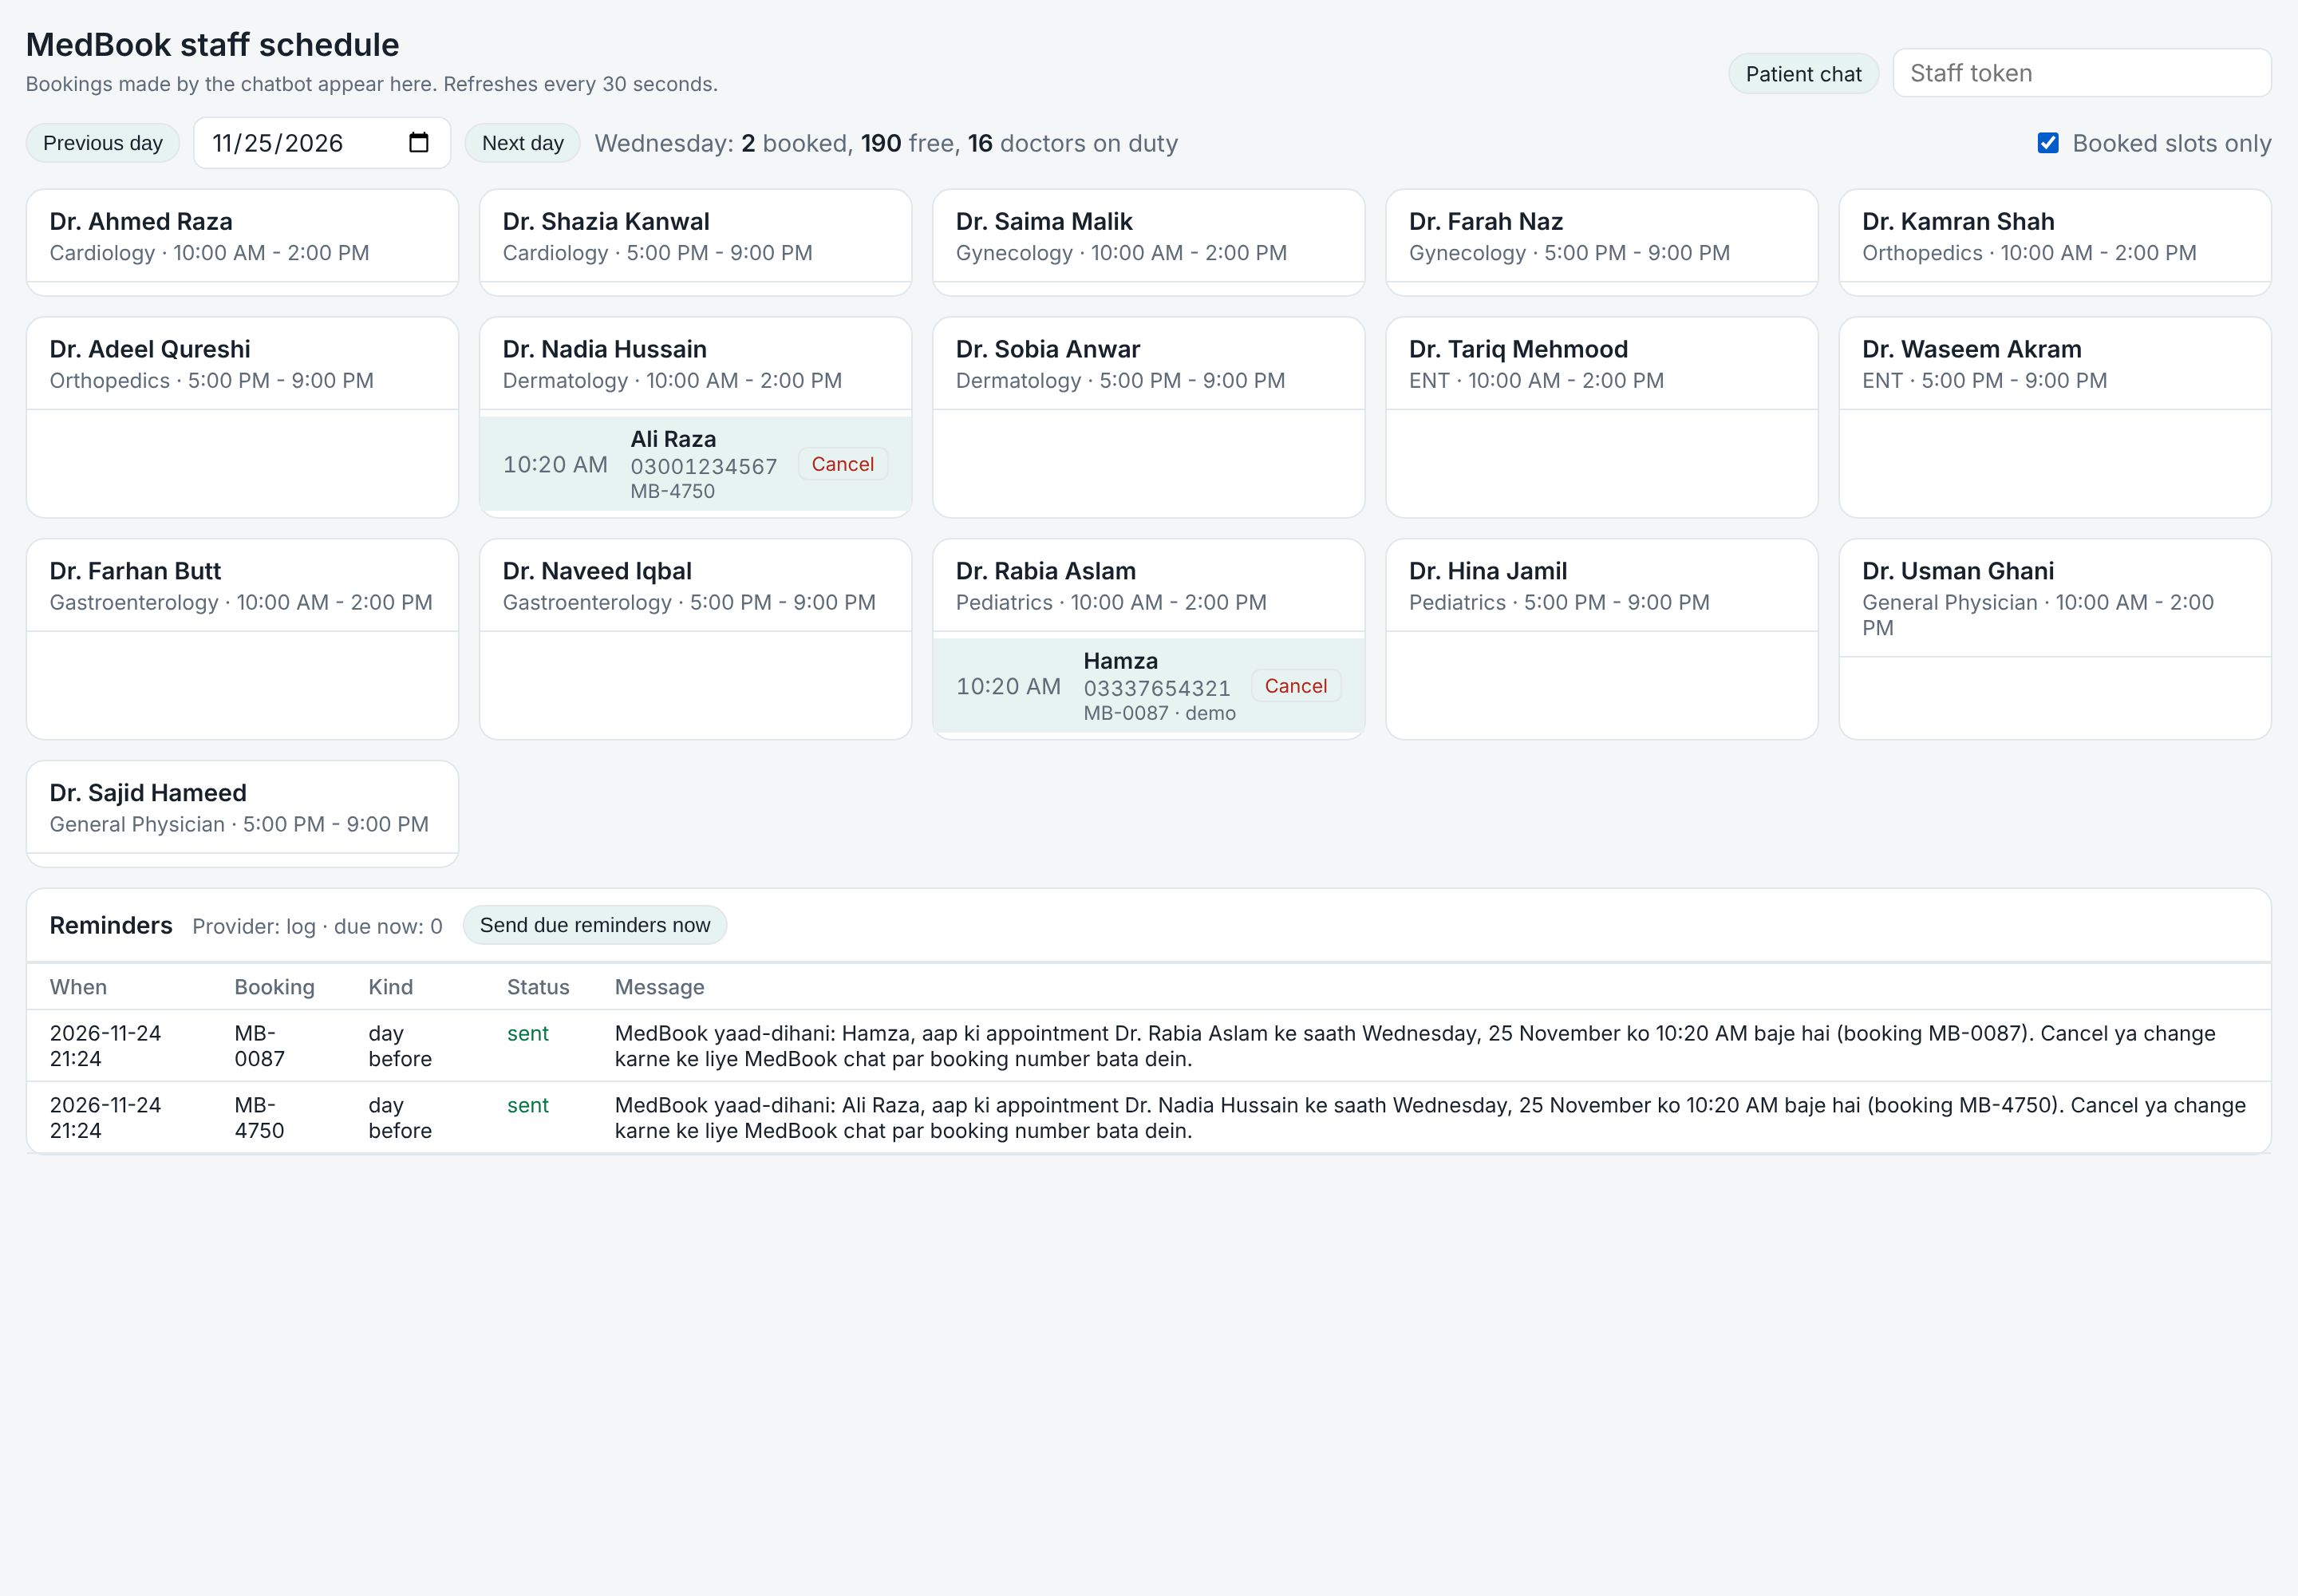 MedBook staff schedule
Bookings made by the chatbot appear here. Refreshes every 30 seconds.
Patient chat
Staff token
Previous day
11/25/2026
Next day
Wednesday: 2 booked, 190 free, 16 doctors on duty
Booked slots only
Dr. Ahmed Raza
Cardiology · 10:00 AM - 2:00 PM
Dr. Shazia Kanwal
Cardiology · 5:00 PM - 9:00 PM
Dr. Saima Malik
Gynecology · 10:00 AM - 2:00 PM
Dr. Farah Naz
Gynecology · 5:00 PM - 9:00 PM
Dr. Kamran Shah
Orthopedics · 10:00 AM - 2:00 PM
Dr. Adeel Qureshi
Orthopedics · 5:00 PM - 9:00 PM
Dr. Nadia Hussain
Dermatology · 10:00 AM - 2:00 PM
10:20 AM
Ali Raza
03001234567
MB-4750
Cancel
Dr. Sobia Anwar
Dermatology · 5:00 PM - 9:00 PM
Dr. Tariq Mehmood
ENT · 10:00 AM - 2:00 PM
Dr. Waseem Akram
ENT · 5:00 PM - 9:00 PM
Dr. Farhan Butt
Gastroenterology · 10:00 AM - 2:00 PM
Dr. Naveed Iqbal
Gastroenterology · 5:00 PM - 9:00 PM
Dr. Rabia Aslam
Pediatrics · 10:00 AM - 2:00 PM
10:20 AM
Hamza
03337654321
MB-0087 · demo
Cancel
Dr. Hina Jamil
Pediatrics · 5:00 PM - 9:00 PM
Dr. Usman Ghani
General Physician · 10:00 AM - 2:00
PM
Dr. Sajid Hameed
General Physician · 5:00 PM - 9:00 PM
Reminders
Provider: log · due now: 0
Send due reminders now
When Booking Kind Status Message
2026-11-24 MB- day sent MedBook yaad-dihani: Hamza, aap ki appointment Dr. Rabia Aslam ke saath Wednesday, 25 November ko 10:20 AM baje hai (booking MB-0087). Cancel ya change
21:24 0087 before karne ke liye MedBook chat par booking number bata dein.
2026-11-24 MB- day sent MedBook yaad-dihani: Ali Raza, aap ki appointment Dr. Nadia Hussain ke saath Wednesday, 25 November ko 10:20 AM baje hai (booking MB-4750). Cancel ya change
21:24 4750 before karne ke liye MedBook chat par booking number bata dein.